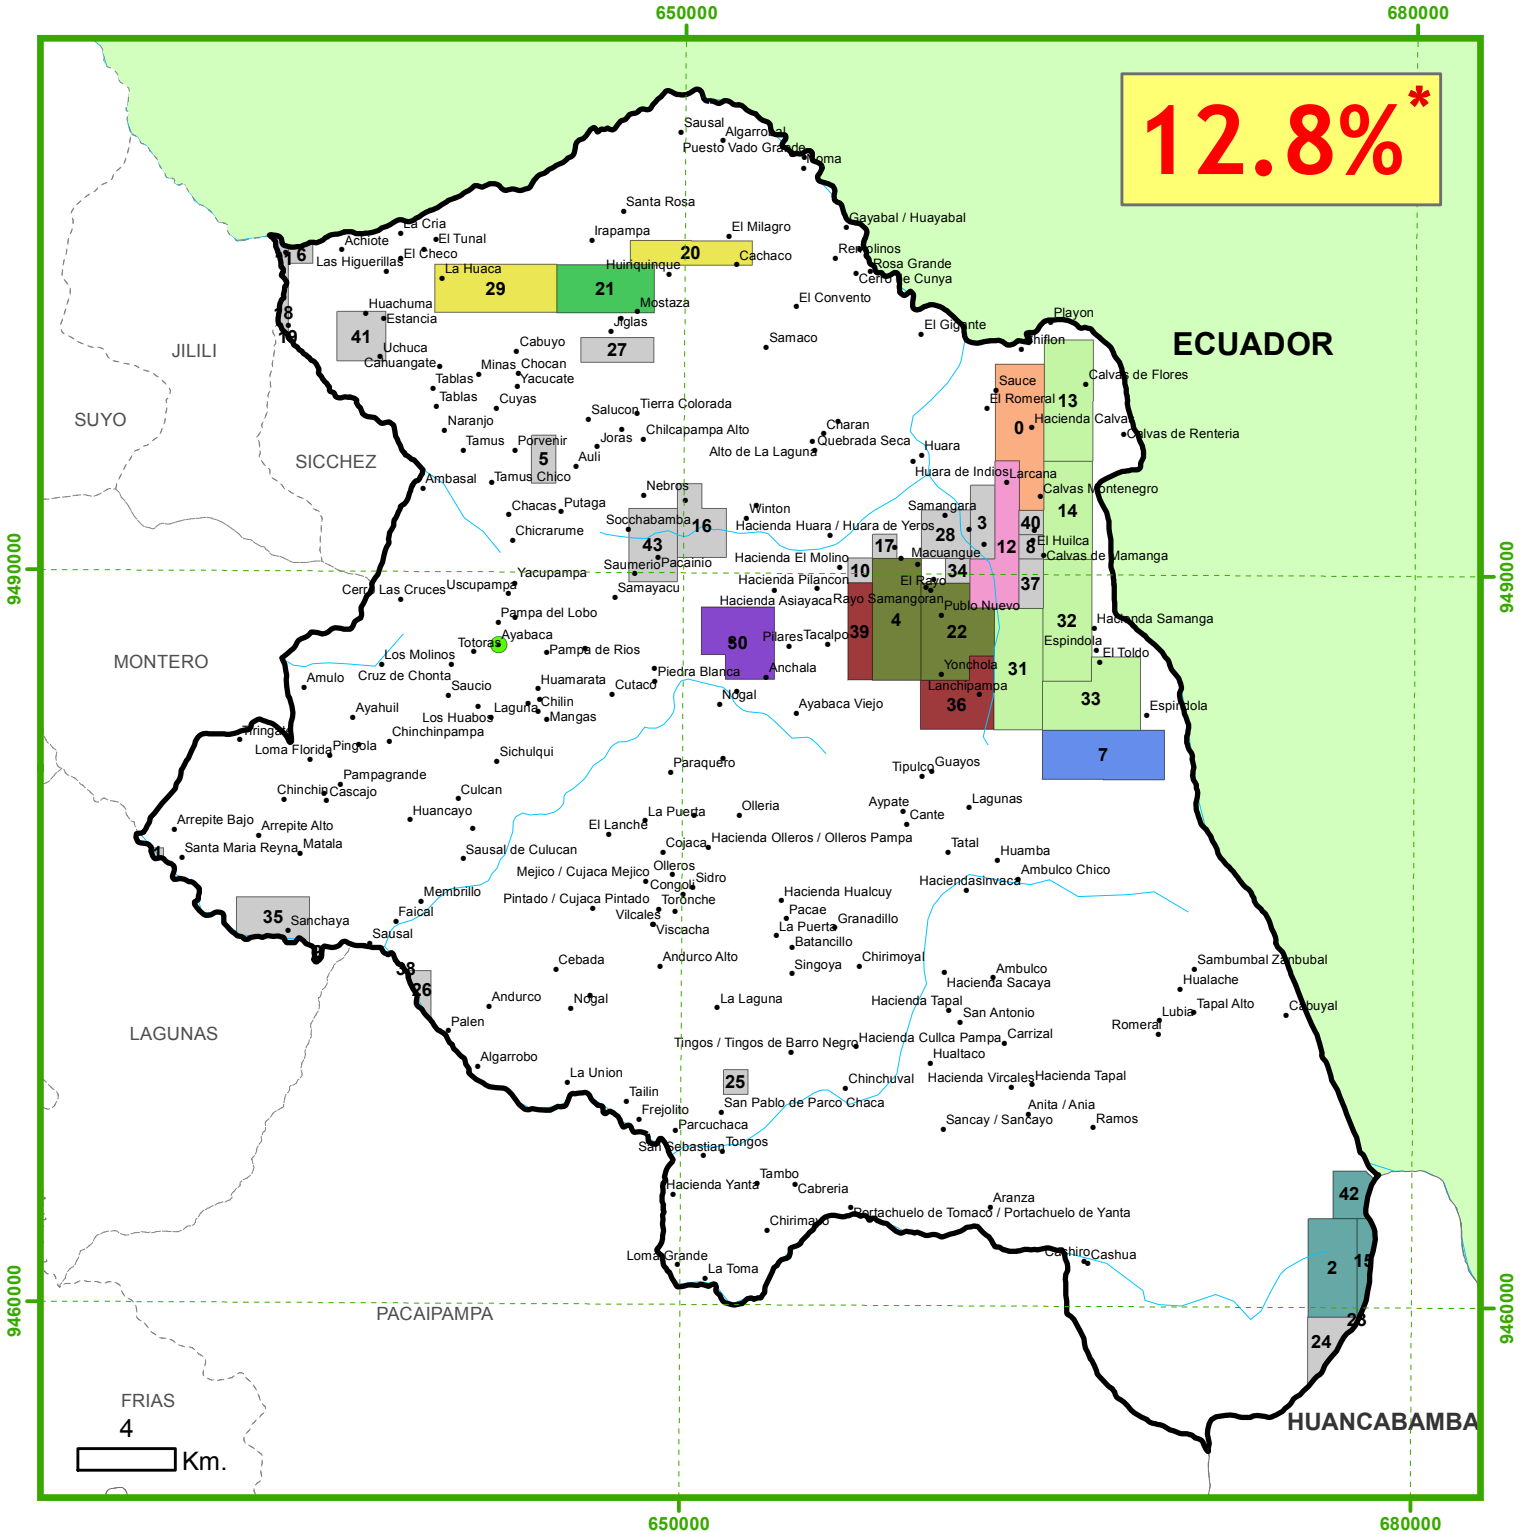 650000
680000
12.8%*
Sausal
Algarrobal
Puesto Vado Grande
Santa Rosa
Gayabal / Huayabal
La Cria
El Tunal
Achiote
Irapampa
El Milagro
20
Remolinos
6
El Checo
Las Higuerillas
Cachaco
Rosa Grande
Huiriquinque
La Huaca
Cerro de Cunya
29
21
Huachuma
Mostaza
El Convento
Estancia
Jiglas
Playon
El Gigante
41
19
ECUADOR
JILILI
Uchuca
Cabuyo
27
Samaco
Chiflon
Cahuangate
Minas
Chocan
Tablas
Yacucate
Sauce
Calvas de Flores
Tablas
Cuyas
Tierra Colorada
El Romeral
13
SUYO
Naranjo
Salucon
Charan
0
Hacienda Calvas
Calvas de Renteria
Tamus
Porvenir
Joras
Chilcapampa Alto
Quebrada Seca
SICCHEZ
5
Auli
Alto de La Laguna
Huara
Ambasal
Tamus Chico
Huara de Indios
Larcana
Nebros
Calvas Montenegro
Chacas
Putaga
Winton
Samangara
14
Chicrarume
Socchabamba
16
Hacienda Huara / Huara de Yeros
3
40
28
43
17
12
8
El Huilca
9490000
Saumerio
Pacainio
Hacienda El Molino
Macuangue
Calvas de Mamanga
9490000
Yacupampa
10
34
Uscupampa
Hacienda Pilancon
El Rayo
37
Cerro Las Cruces
Samayacu
Hacienda Asiayaca
Rayo Samangoran
Publo Nuevo
Pampa del Lobo
4
32
Hacienda Samanga
Ayabaca
30
Pilares
Tacalpo
39
22
Espindola
Totoras
Pampa de Rios
El Toldo
MONTERO
Los Molinos
Piedra Blanca
Anchala
Yonchola
31
Cruz de Chonta
Amulo
Saucio
Huamarata
Cutaco
Nogal
Lanchipampa
33
Ayahuil
Los Huabos
Laguna
Chilin
Ayabaca Viejo
36
Espindola
Mangas
Chinchinpampa
Tiringate
Loma Florida
Pingola
Sichulqui
7
Paraquero
Tipulco
Guayos
Pampagrande
Chinchin
Cascajo
Culcan
Olleria
Aypate
Lagunas
Huancayo
La Puerta
Cante
Arrepite Bajo
Arrepite Alto
El Lanche
Hacienda Olleros / Olleros Pampa
Santa Maria Reyna
Matala
Cojaca
Tatal
Huamba
Sausal de Culucan
Olleros
Mejico / Cujaca Mejico
Sidro
Ambulco Chico
Congoli
Haciendasinvaca
Membrillo
Pintado / Cujaca Pintado
Toronche
Hacienda Hualcuy
35
Sanchaya
Faical
Vilcales
Pacae
Granadillo
Sausal
Viscacha
La Puerta
Batancillo
38
Cebada
Andurco Alto
Singoya
Chirimoyal
Ambulco
Sambumbal Zanbubal
26
Hacienda Sacaya
Hualache
Andurco
Nogal
La Laguna
Hacienda Tapal
Tapal Alto
Cabuyal
LAGUNAS
Palen
San Antonio
Lubia
Romeral
Tingos / Tingos de Barro Negro
Hacienda Cullca Pampa
Carrizal
Algarrobo
Hualtaco
La Union
25
Chinchuval
Hacienda Vircales
Hacienda Tapal
Tailin
San Pablo de Parco Chaca
Frejolito
Anita / Ania
Parcuchaca
Sancay / Sancayo
Ramos
San Sebastian
Tongos
Tambo
Hacienda Yanta
Cabreria
42
Aranza
Chirimayo
Portachuelo de Tomaco / Portachuelo de Yanta
Loma Grande
Cashiro
Cashua
2
15
La Toma
9460000
9460000
PACAIPAMPA
23
24
FRIAS
4
HUANCABAMBA
Km.
650000
680000